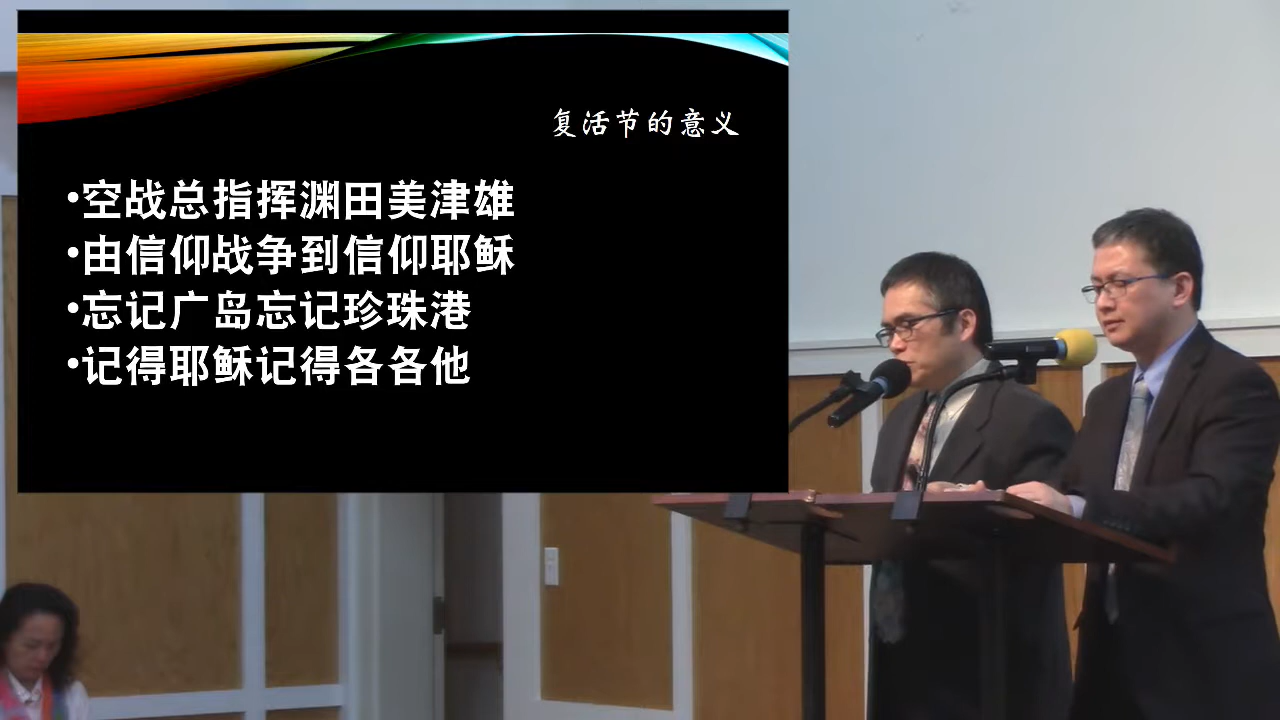 复活节的意义
•空战总指挥渊田美津雄
•由信仰战争到信仰耶稣
•忘记广岛忘记珍珠港
•记得耶稣记得各各他